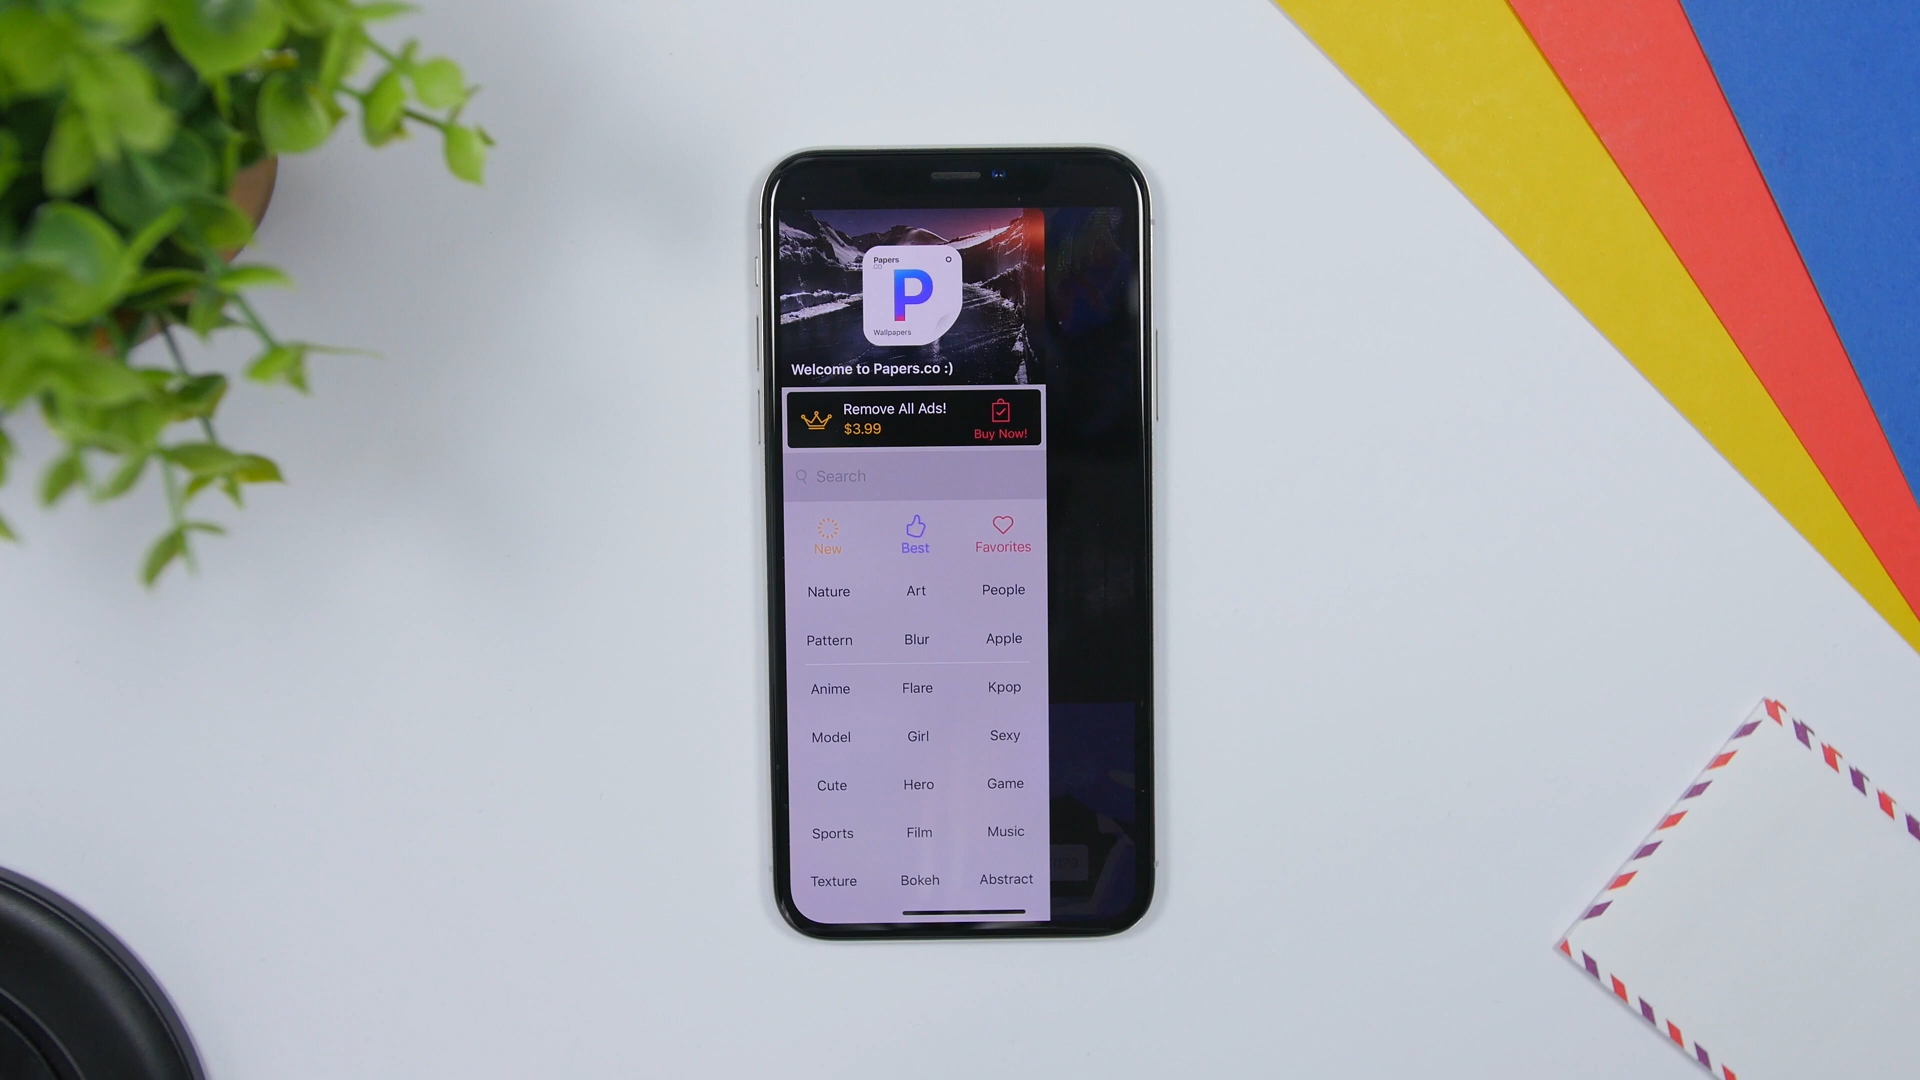 Papers
CO
P
Wallpapers
Welcome to Papers.co :)
Remove All Ads!
$3.99
Buy Now!
Search
New Best Favorites
Nature Art People
Pattern Blur Apple
Anime Flare Kpop
Model Girl Sexy
Cute Hero Game
Sports Film Music
Texture Bokeh Abstract